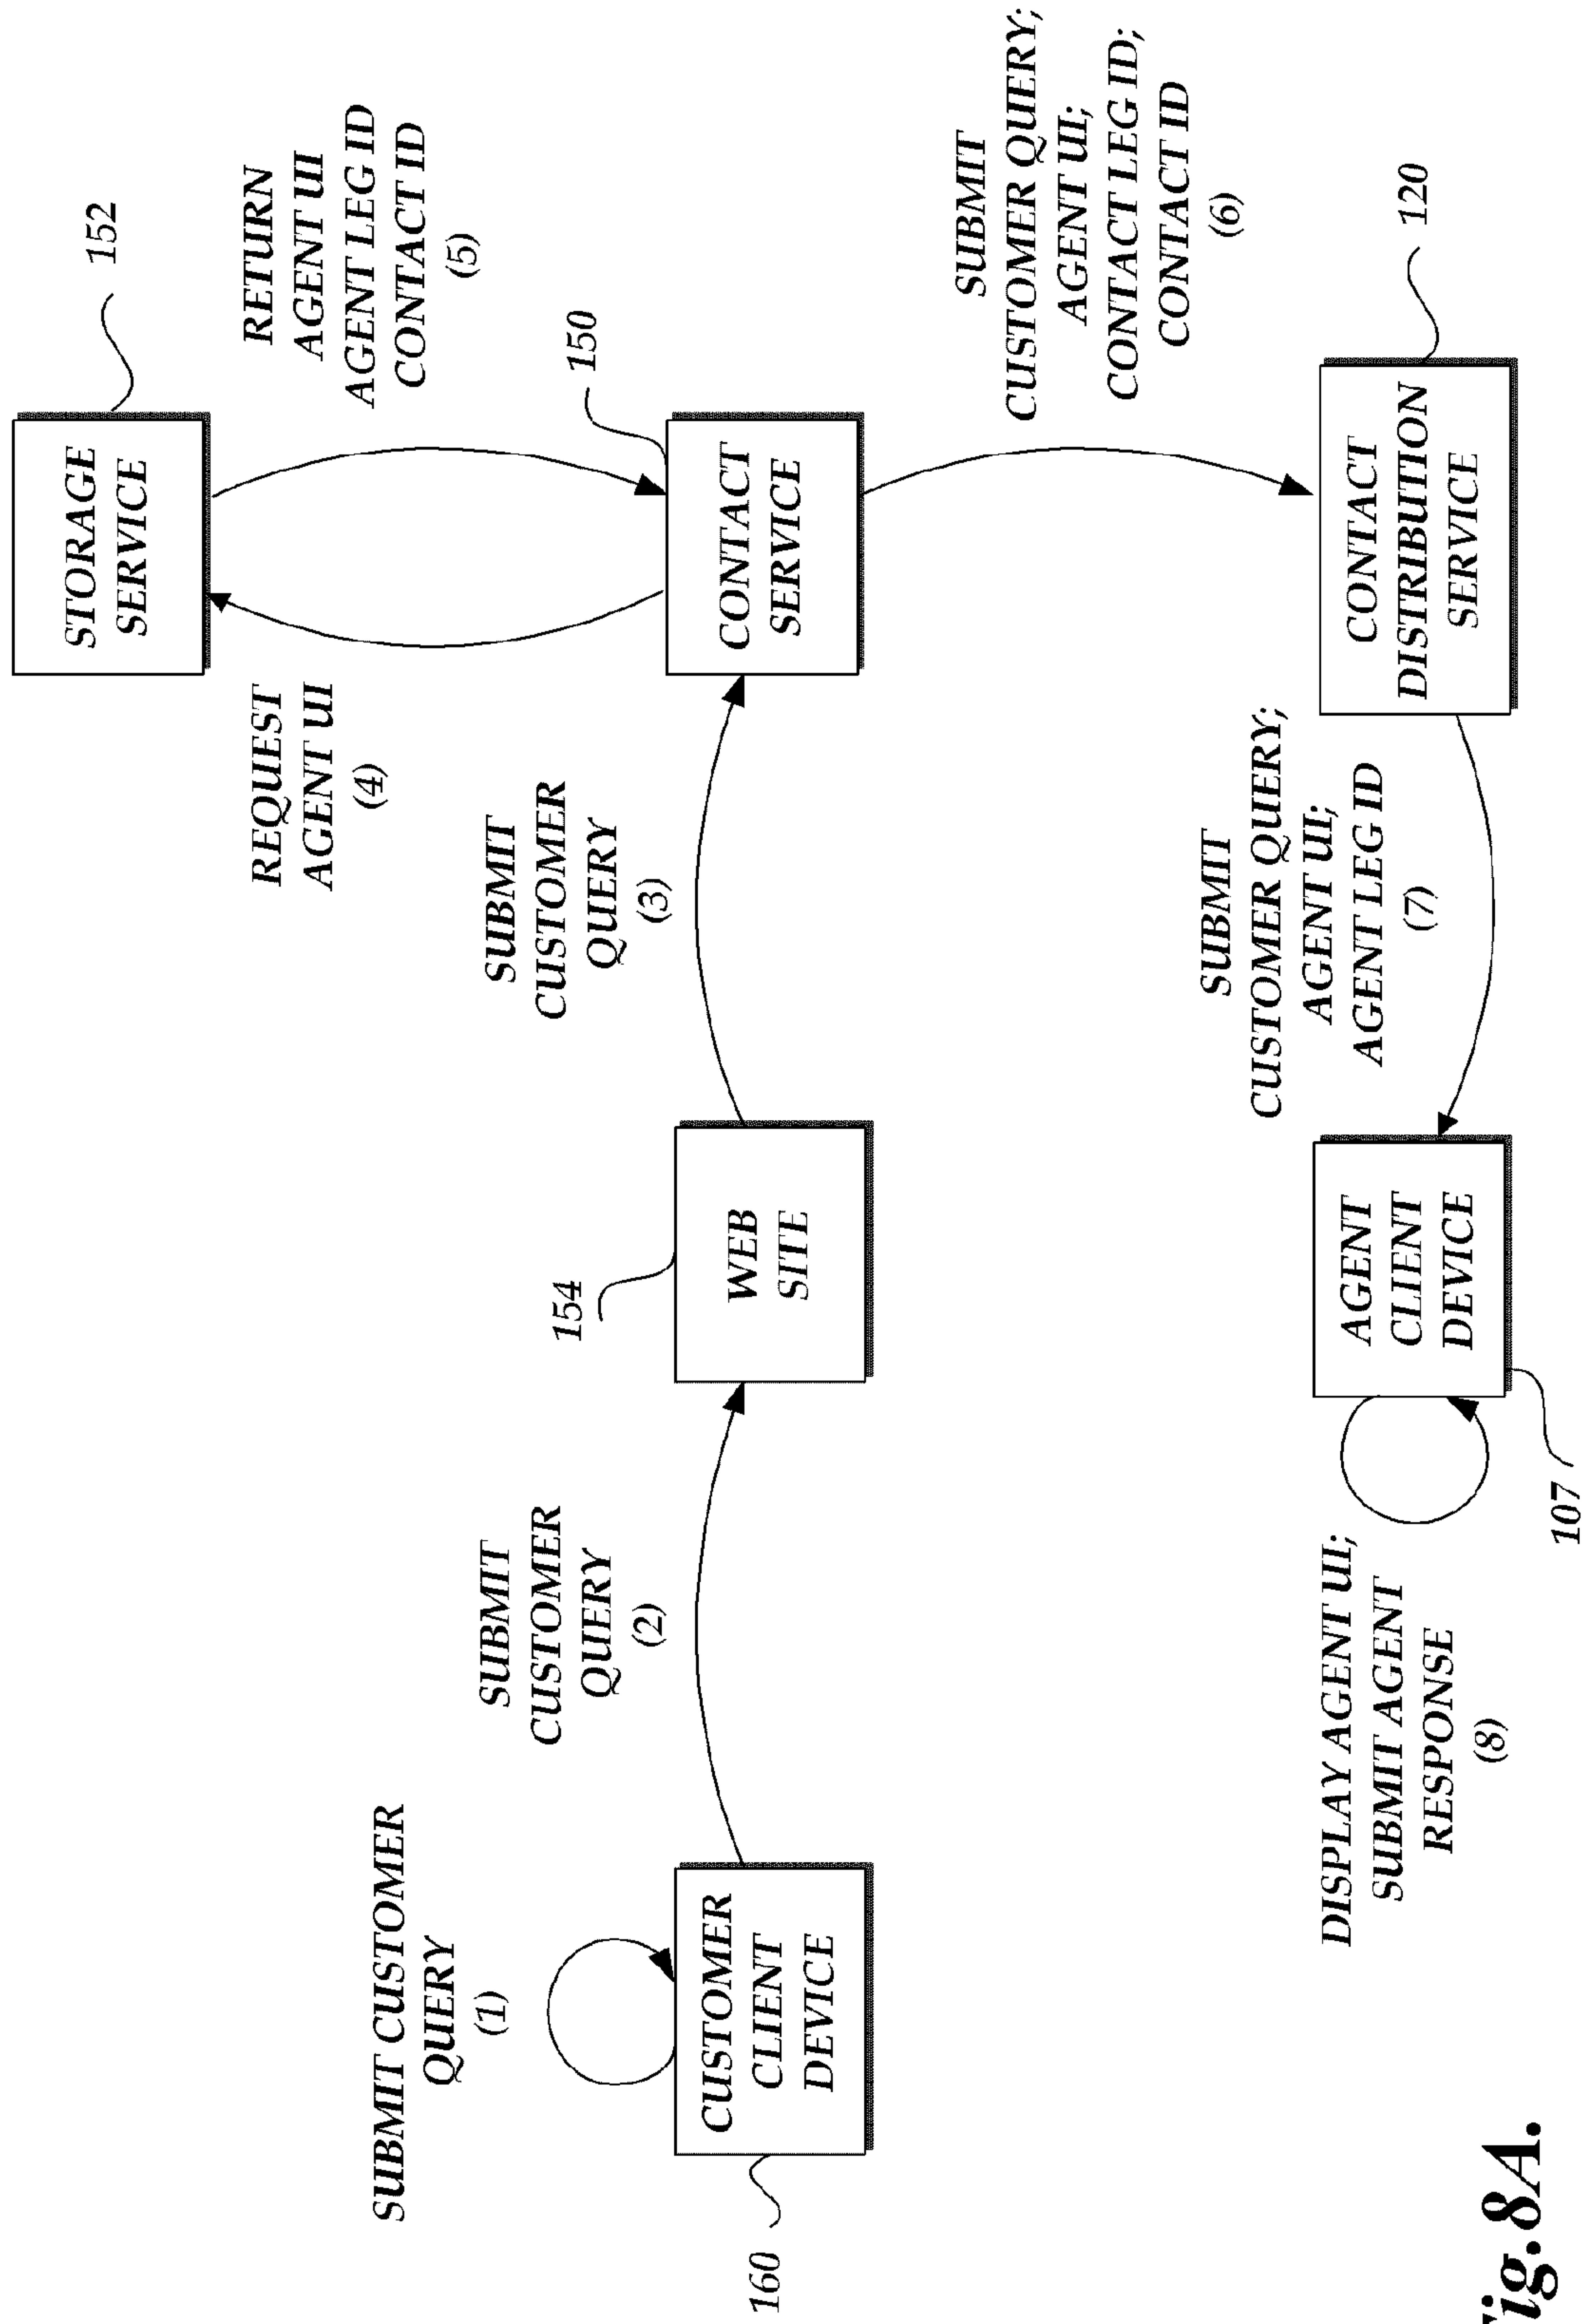 SUBMIT CUSTOMER
QUERY
(1)
CUSTOMER
CLIENT
DEVICE
160
SUBMIT
CUSTOMER
QUERY
(2)
154
WEB
SITE
SUBMIT
CUSTOMER
QUERY
(3)
REQUEST
AGENT UI
(4)
STORAGE
SERVICE
152
RETURN
AGENT UI
AGENT LEG ID
CONTACT ID
(5)
150
CONTACT
SERVICE
SUBMIT
CUSTOMER QUERY;
AGENT UI;
CONTACT LEG ID;
CONTACT ID
(6)
120
CONTACT
DISTRIBUTION
SERVICE
SUBMIT
CUSTOMER QUERY;
AGENT UI;
AGENT LEG ID
(7)
AGENT
CLIENT
DEVICE
107
DISPLAY AGENT UI;
SUBMIT AGENT
RESPONSE
(8)
Fig.8A.